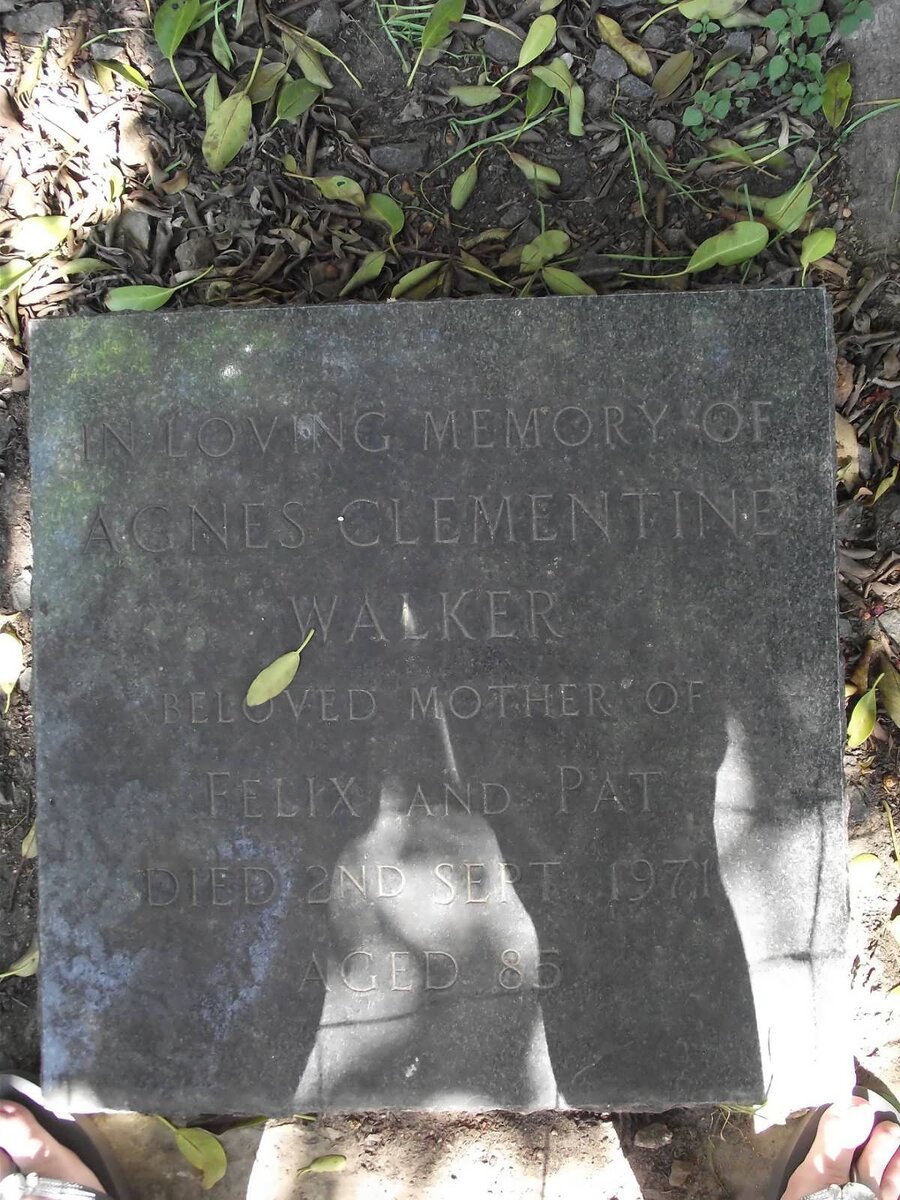 IN LOVING MEMORY OF
AGNES CLEMENTINE
WALKER
BELOVED MOTHER OF
FELIX AND PAT
DIED 2ND SEPT 1971
AGED 85